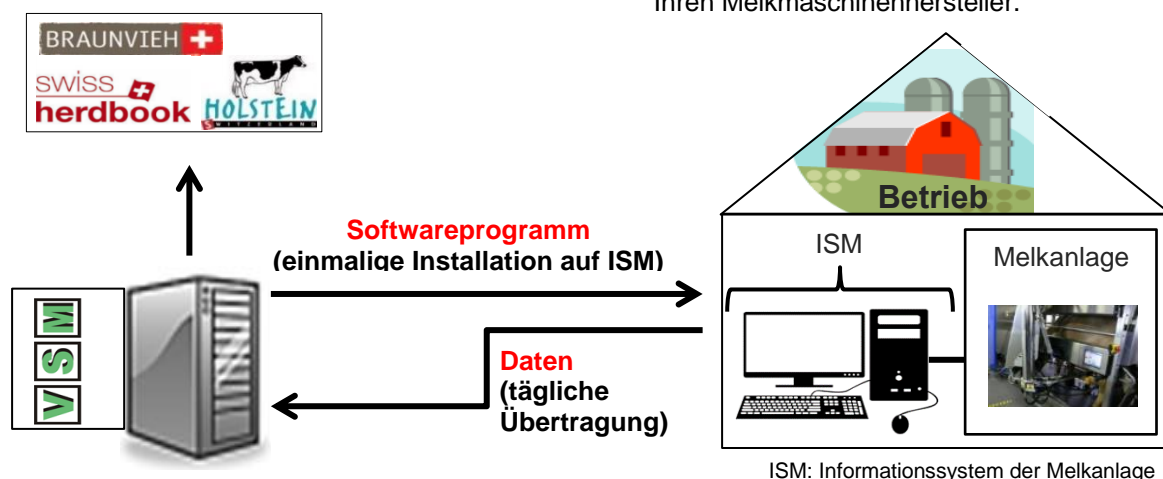 Ihren Melkmaschinenhersteller.
BRAUNVIEH
swiss
herdbook
HOLSTEIN
SWITZERLAND
Betrieb
Softwareprogramm
(einmalige Installation auf ISM)
ISM
Melkanlage
VSM
Daten
(tägliche
Übertragung)
ISM: Informationssystem der Melkanlage